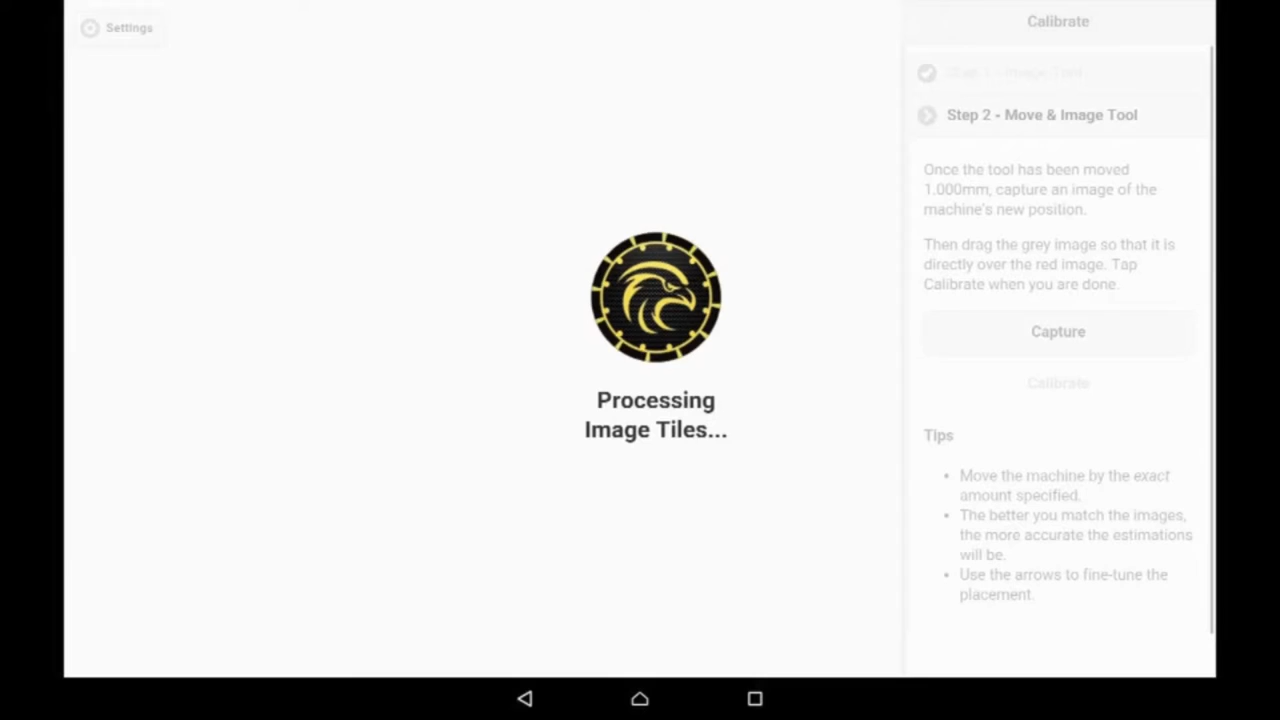 Settings
Calibrate
Step 1 - Image Tool
Step 2 - Move & Image Tool
Once the tool has been moved
1.000mm, capture an image of the
machine's new position.
Then drag the grey image so that it is
directly over the red image. Tap
Calibrate when you are done.
Capture
Calibrate
Tips
• Move the machine by the exact
amount specified.
• The better you match the images,
the more accurate the estimations
will be.
• Use the arrows to fine-tune the
placement.
Processing
Image Tiles...